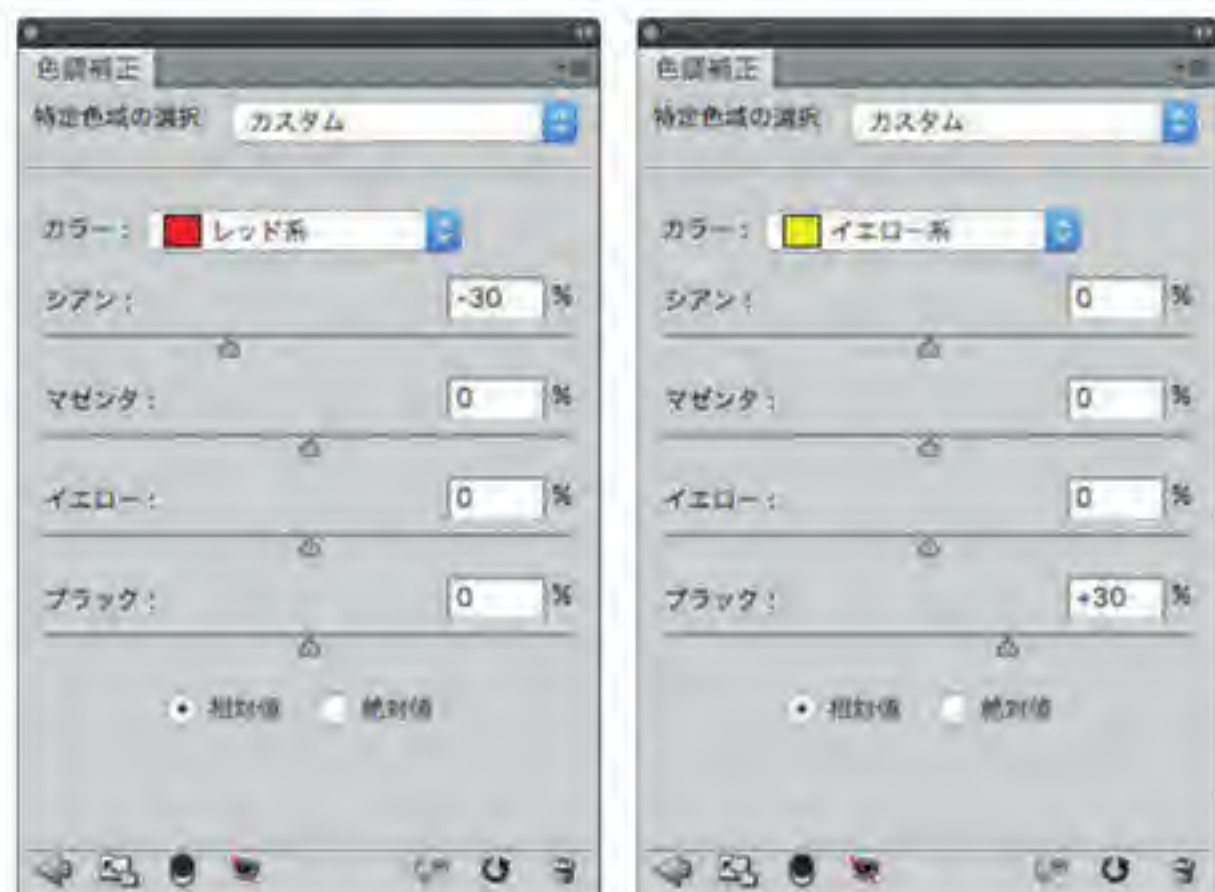 色調補正
特定色域の選択 カスタム
カラー： レッド系
シアン： -30 %
マゼンタ： 0 %
イエロー： 0 %
ブラック： 0 %
相対値 絶対値
色調補正
特定色域の選択 カスタム
カラー： イエロー系
シアン： 0 %
マゼンタ： 0 %
イエロー： 0 %
ブラック： +30 %
相対値 絶対値